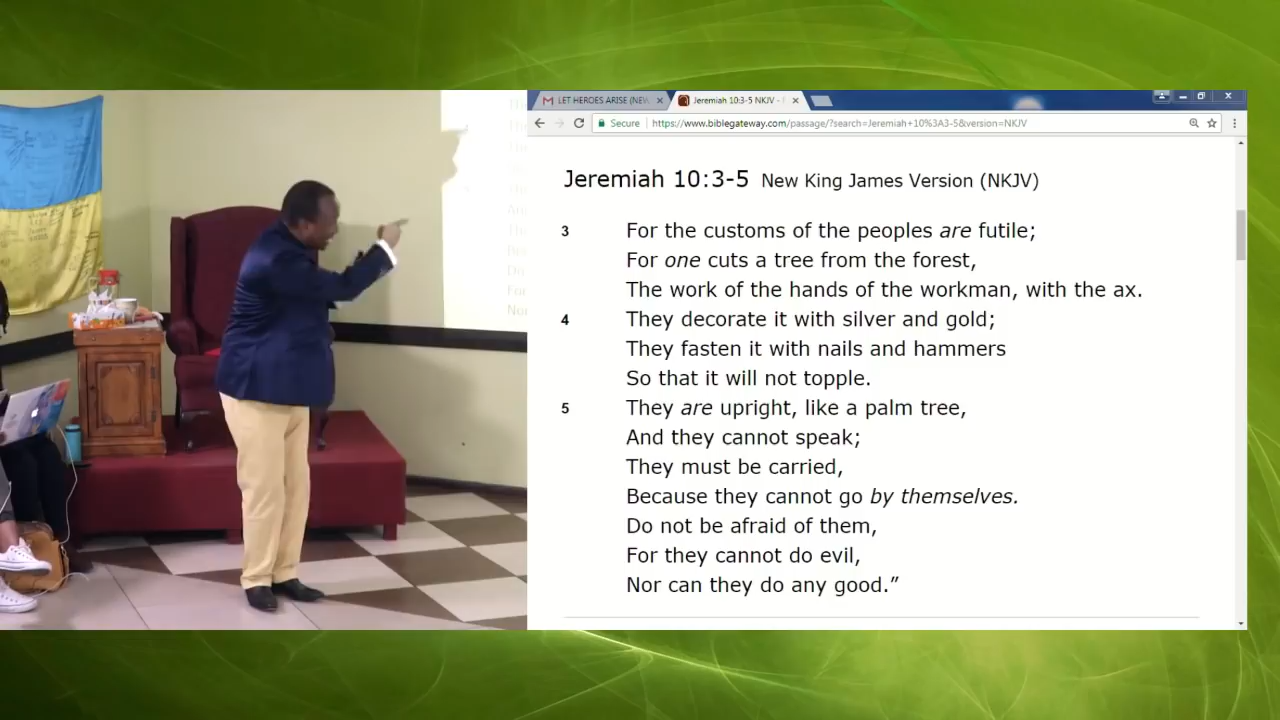 LET HEROES ARISE (NEW
Jeremiah 10:3-5 NKJV -
Secure
https://www.biblegateway.com/passage/?search=Jeremiah+10%3A3-5&version=NKJV
Jeremiah 10:3-5 New King James Version (NKJV)
3 For the customs of the peoples are futile;
For one cuts a tree from the forest,
The work of the hands of the workman, with the ax.
4 They decorate it with silver and gold;
They fasten it with nails and hammers
So that it will not topple.
5 They are upright, like a palm tree,
And they cannot speak;
They must be carried,
Because they cannot go by themselves.
Do not be afraid of them,
For they cannot do evil,
Nor can they do any good.”